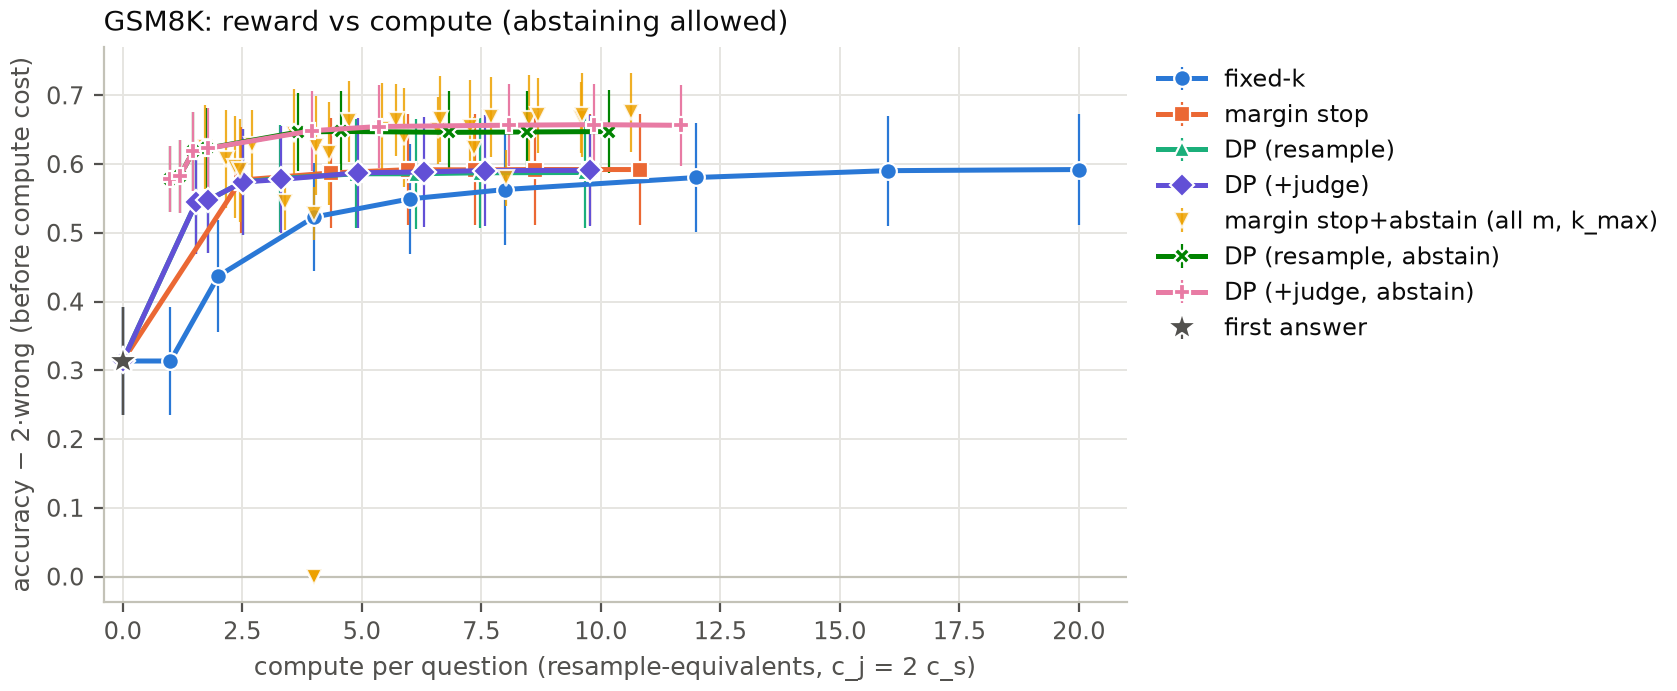 GSM8K: reward vs compute (abstaining allowed)
accuracy − 2·wrong (before compute cost)
0.7
0.6
0.5
0.4
0.3
0.2
0.1
0.0
0.0 2.5 5.0 7.5 10.0 12.5 15.0 17.5 20.0
compute per question (resample-equivalents, c_j = 2 c_s)
fixed-k
margin stop
DP (resample)
DP (+judge)
margin stop+abstain (all m, k_max)
DP (resample, abstain)
DP (+judge, abstain)
first answer